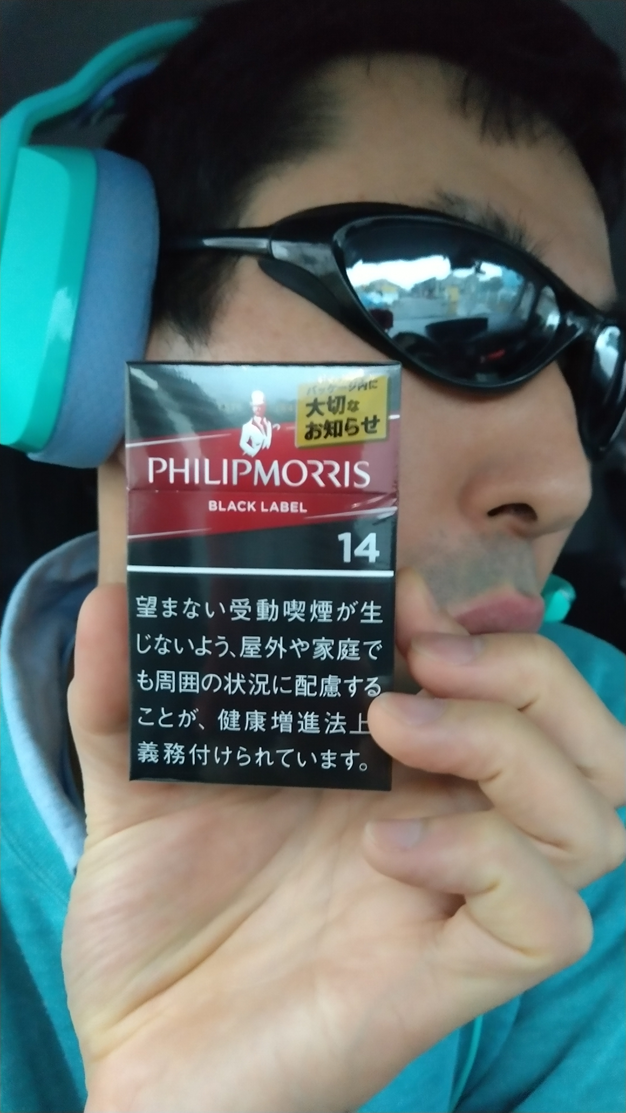 パッケージ内に
大切な
お知らせ
PHILIP MORRIS
BLACK LABEL
14
望まない受動喫煙が生
じないよう、屋外や家庭で
も周囲の状況に配慮する
ことが、健康増進法上
義務付けられています。